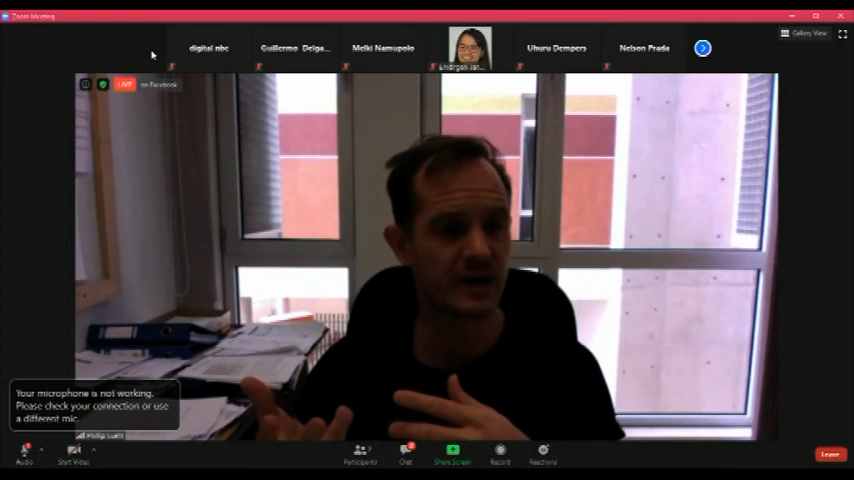 Zoom Meeting
digital nbc
Guillermo Delga...
Melki Namupolo
Uhuru Dempers
Nelson Prada
Gallery View
LIVE
on Facebook
Your microphone is not working.
Please check your connection or use
a different mic.
Audio
Start Video
Participants
Chat
Share Screen
Record
Reactions
Leave